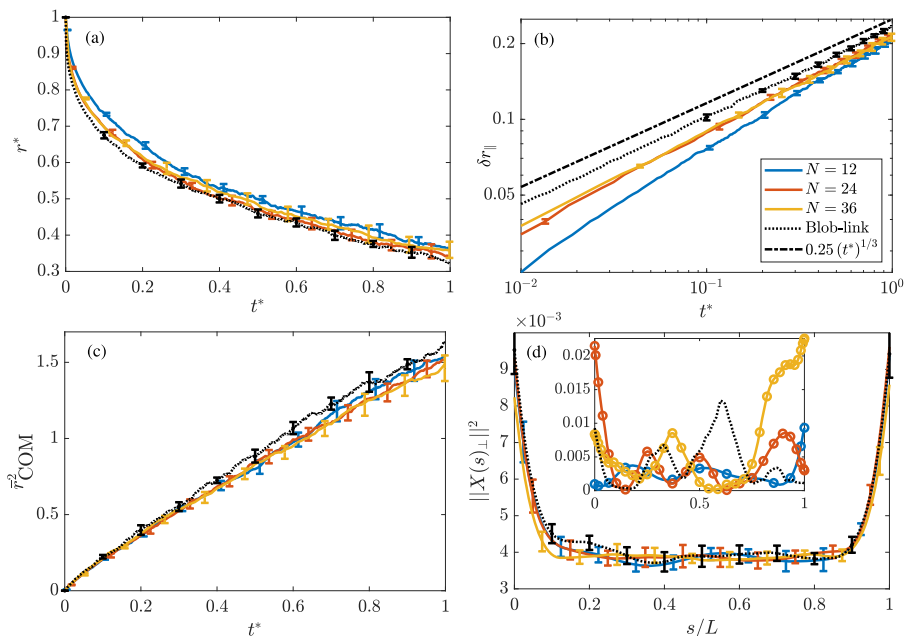 (a)
1
0.9
0.8
0.7
0.6
0.5
0.4
0.3
r*
0 0.2 0.4 0.6 0.8 1
t*
(b)
0.2
0.1
0.05
δr∥
N = 12
N = 24
N = 36
Blob-link
0.25 (t*)^{1/3}
10^{-2} 10^{-1} 10^{0}
t*
(c)
1.5
1
0.5
0
r̄²COM
0 0.2 0.4 0.6 0.8 1
t*
×10^{-3}
(d)
9
8
7
6
5
4
3
||X(s)⊥||²
0.02
0.015
0.01
0.005
0
0 0.5 1
0 0.2 0.4 0.6 0.8 1
s/L